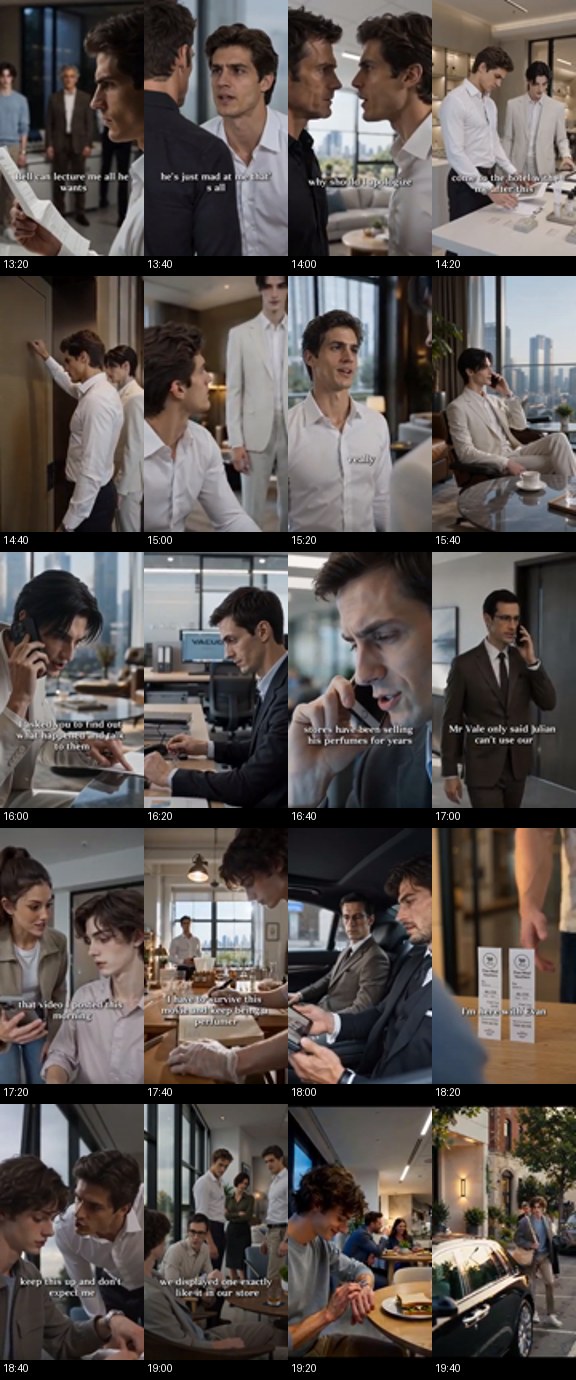 Bell can lecture me all he
wants
he's just mad at me that'
s all
why should I apologize
come to the hotel with
me after this
13:20
13:40
14:00
14:20
really
14:40
15:00
15:20
15:40
I asked you to find out
what happened and talk
to them
VACUO
stores have been selling
his perfumes for years
Mr Vale only said Julian
can't use our
16:00
16:20
16:40
17:00
that video I posted this
morning
I have to survive this
movie and keep being a
perfumer
I'm here with Evan
17:20
17:40
18:00
18:20
keep this up and don't
expect me
we displayed one exactly
like it in our store
18:40
19:00
19:20
19:40